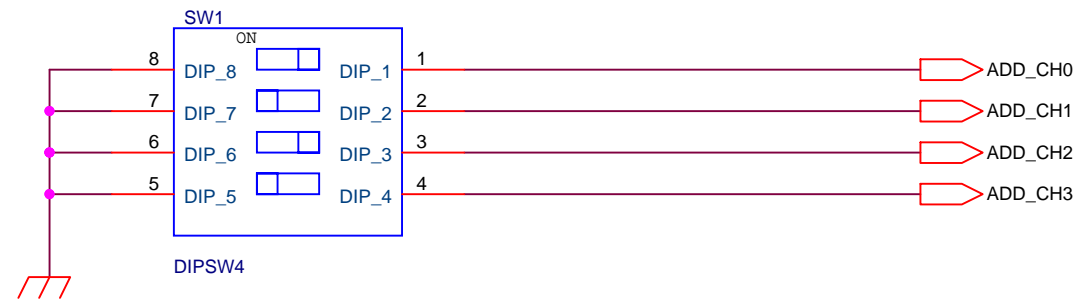 SW1
ON
8 DIP_8 DIP_1 1 ADD_CH0
7 DIP_7 DIP_2 2 ADD_CH1
6 DIP_6 DIP_3 3 ADD_CH2
5 DIP_5 DIP_4 4 ADD_CH3
DIPSW4